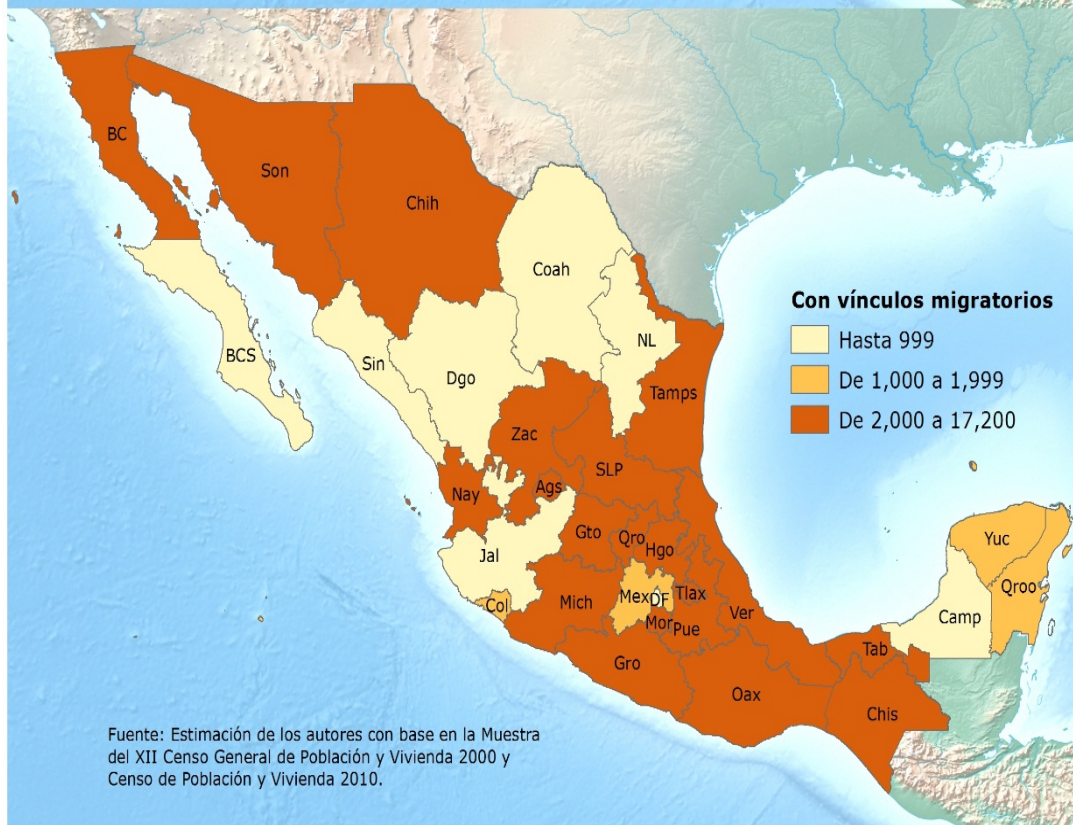 BC
Son
Chih
Coah
Con vínculos migratorios
Hasta 999
NL
BCS
Sin
Dgo
De 1,000 a 1,999
Tamps
De 2,000 a 17,200
Zac
SLP
Nay
Ags
Gto
Qro
Hgo
Yuc
Jal
Qroo
Col
Mich
Mex
DF
Tlax
Ver
Camp
Mor
Pue
Tab
Gro
Oax
Chis
Fuente: Estimación de los autores con base en la Muestra
del XII Censo General de Población y Vivienda 2000 y
Censo de Población y Vivienda 2010.